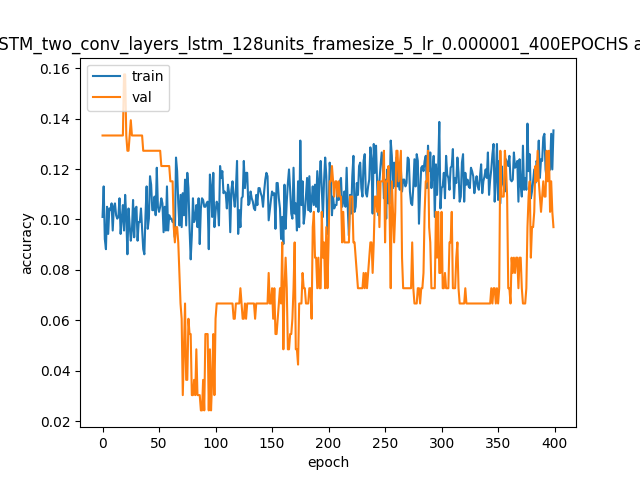 STM_two_conv_layers_lstm_128units_framesize_5_lr_0.000001_400EPOCHS a
train
val
0.16
0.14
0.12
0.10
0.08
0.06
0.04
0.02
accuracy
0 50 100 150 200 250 300 350 400
epoch